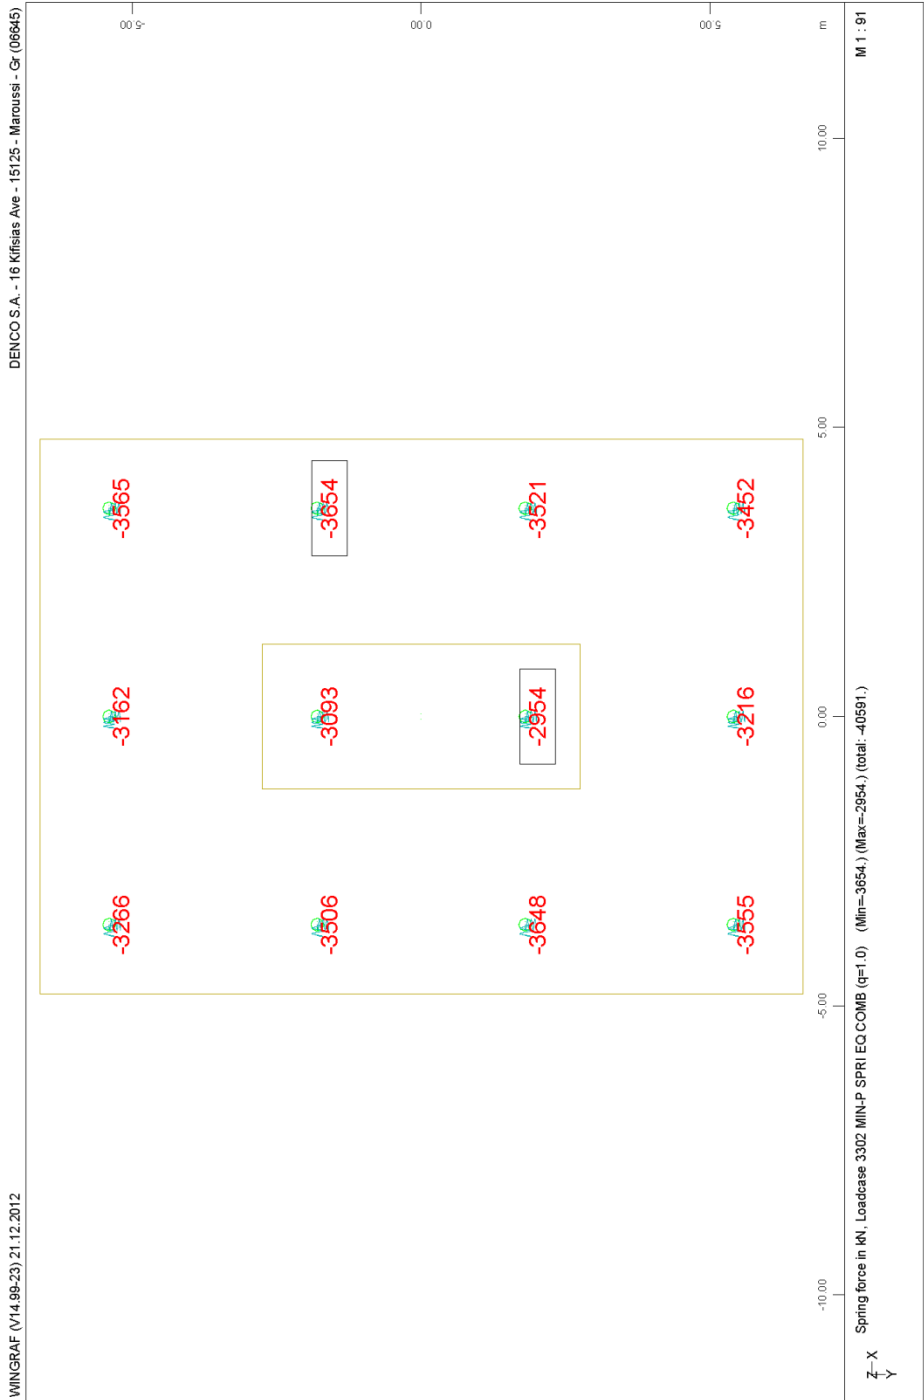 WINGRAF (V14.99-23) 21.12.2012
DENCO S.A. - 16 Kifisias Ave - 15125 - Maroussi - Gr (06645)
-3266 -3162 -3565 -5.00
-3506 -3093 -3654 0.00
-3648 -2954 -3521
-3555 -3216 -3452 5.00
-10.00 -5.00 0.00 5.00 10.00 m
Spring force in kN, Loadcase 3302 MIN-P SPRI EQ COMB (q=1.0) (Min=-3654.) (Max=-2954.) (total: -40591.)
M 1 : 91
Z X
Y